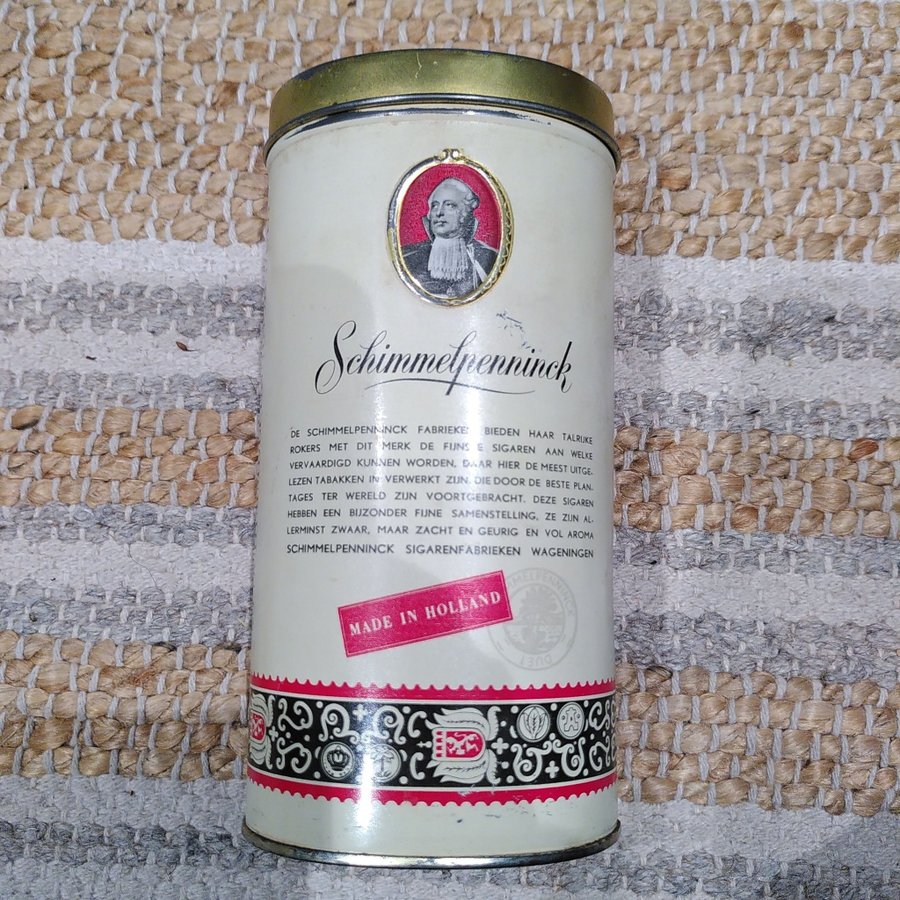 Schimmelpenninck
DE SCHIMMELPENNINCK FABRIEKEN BIEDEN HAAR TALRIJKE
ROKERS MET DIT MERK DE FIJNSTE SIGAREN AAN WELKE
VERVAARDIGD KUNNEN WORDEN, DAAR HIER DE MEEST UITGE-
LEZEN TABAKKEN IN VERWERKT ZIJN, DIE DOOR DE BESTE PLAN-
TAGES TER WERELD ZIJN VOORTGEBRACHT. DEZE SIGAREN
HEBBEN EEN BIJZONDER FIJNE SAMENSTELLING, ZE ZIJN AL-
LERMINST ZWAAR, MAAR ZACHT EN GEURIG EN VOL AROMA
SCHIMMELPENNINCK SIGARENFABRIEKEN WAGENINGEN
MADE IN HOLLAND
SCHIMMELPENNINCK
DUET